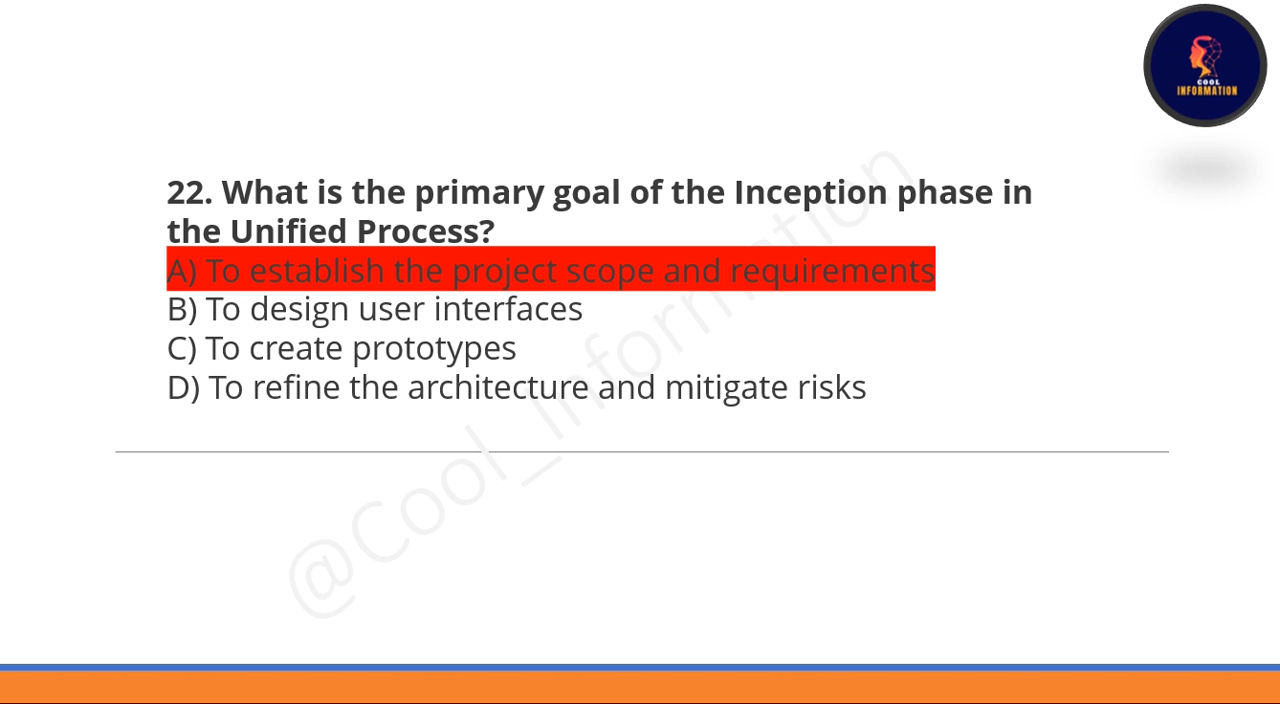 COOL
INFORMATION
22. What is the primary goal of the Inception phase in
the Unified Process?
A) To establish the project scope and requirements
B) To design user interfaces
C) To create prototypes
D) To refine the architecture and mitigate risks
@Cool_Information